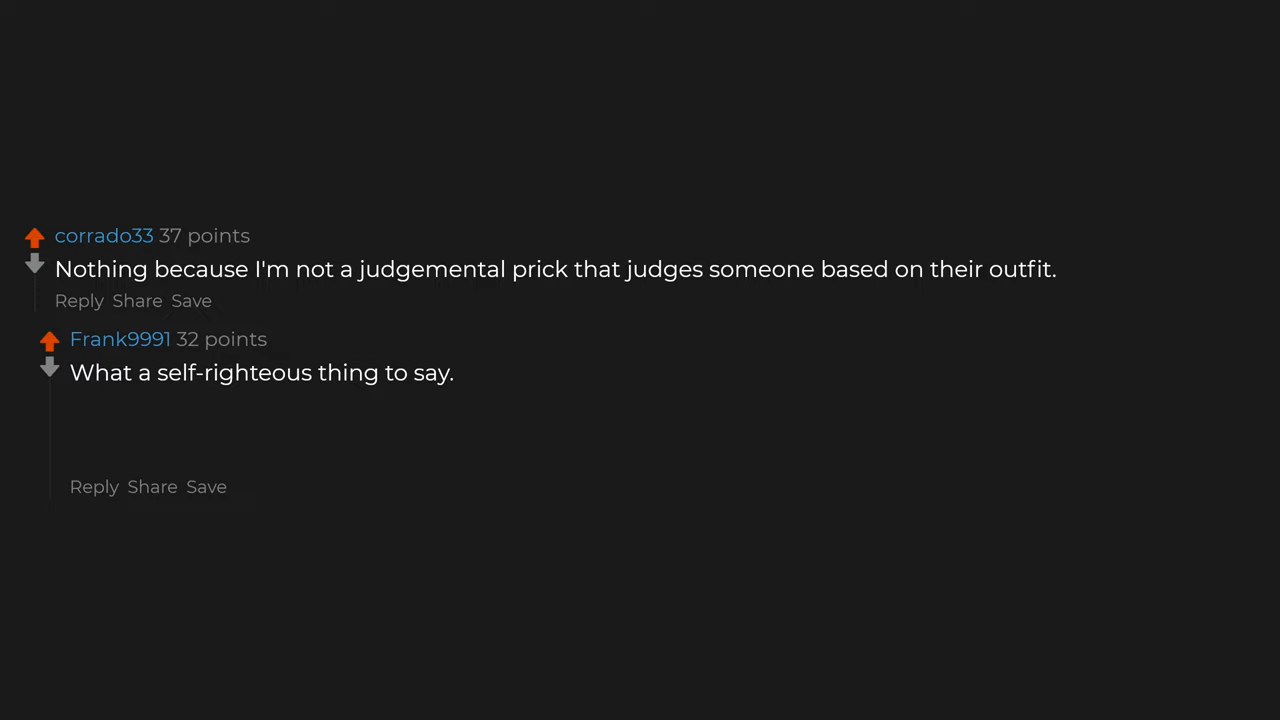 corrado33 37 points
Nothing because I'm not a judgemental prick that judges someone based on their outfit.
Reply Share Save
Frank9991 32 points
What a self-righteous thing to say.
Reply Share Save